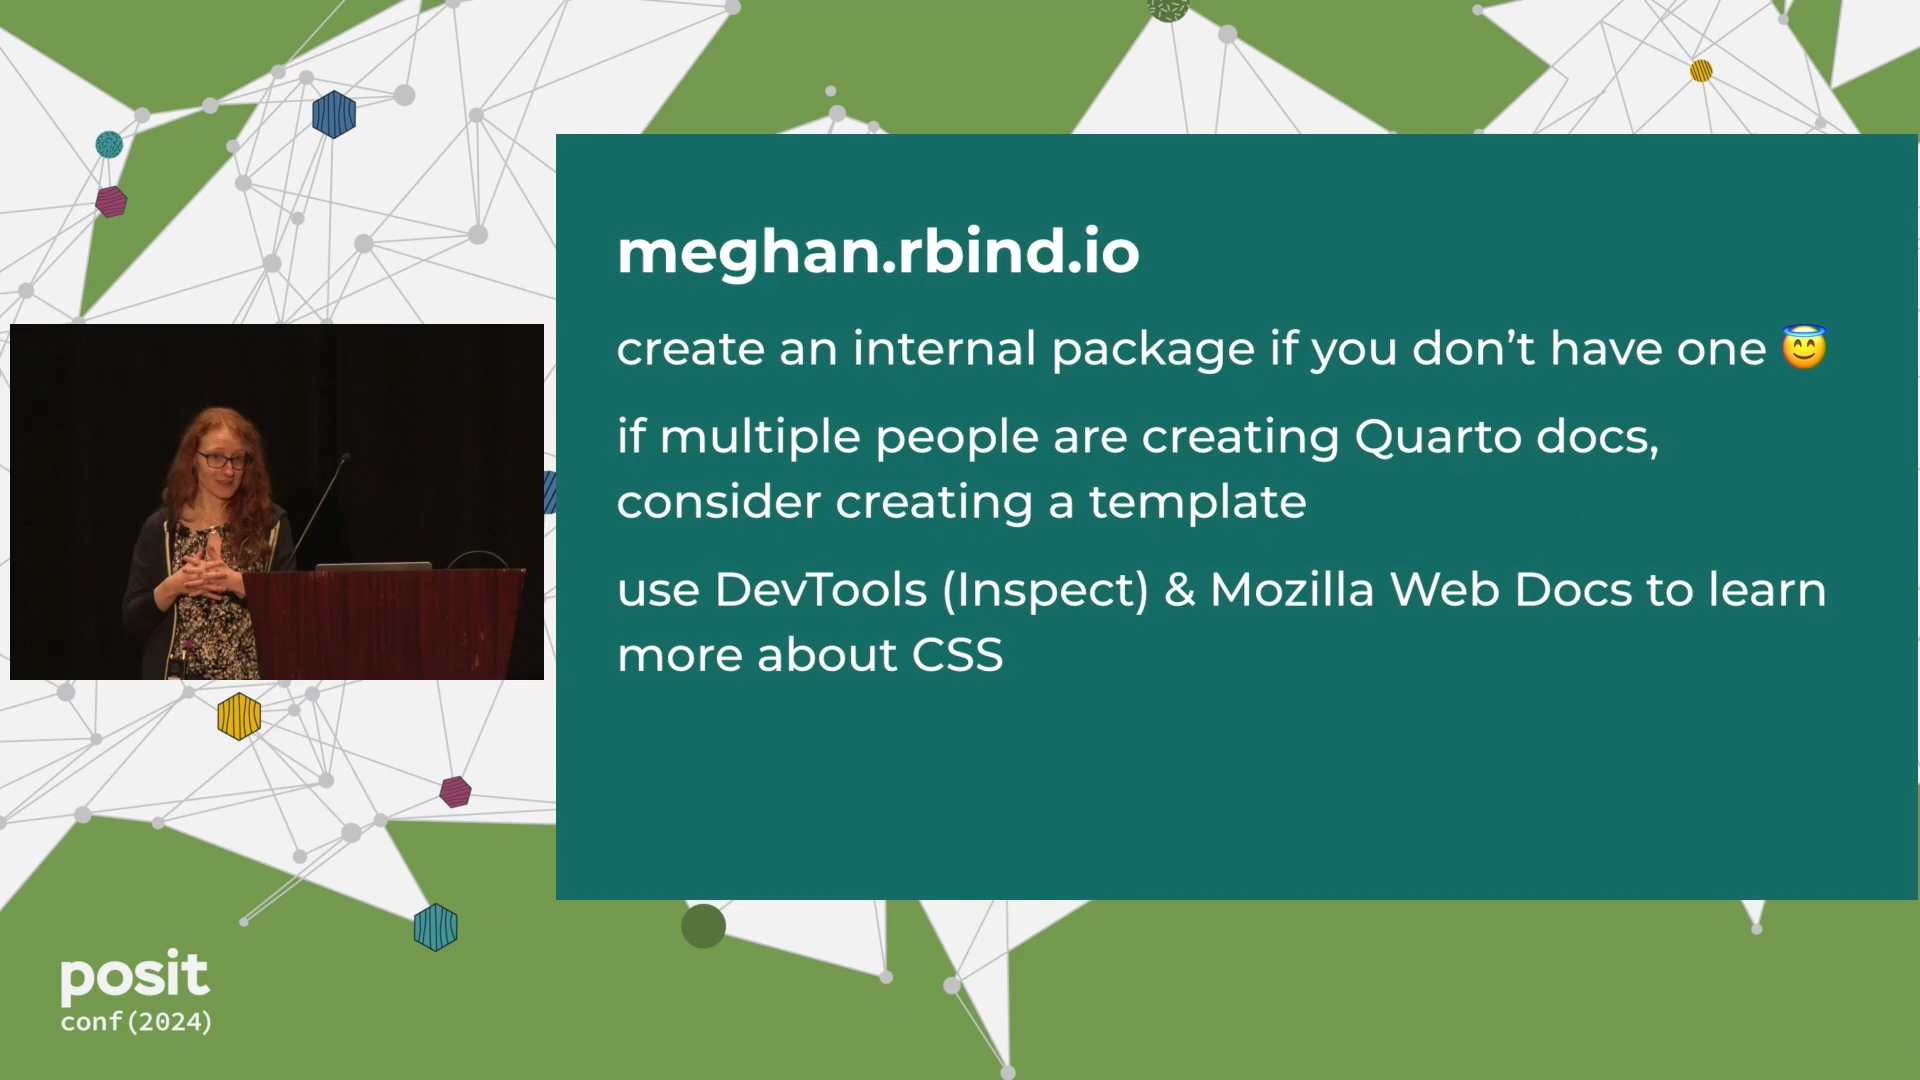 meghan.rbind.io
create an internal package if you don’t have one 😇
if multiple people are creating Quarto docs,
consider creating a template
use DevTools (Inspect) & Mozilla Web Docs to learn
more about CSS
posit
conf(2024)